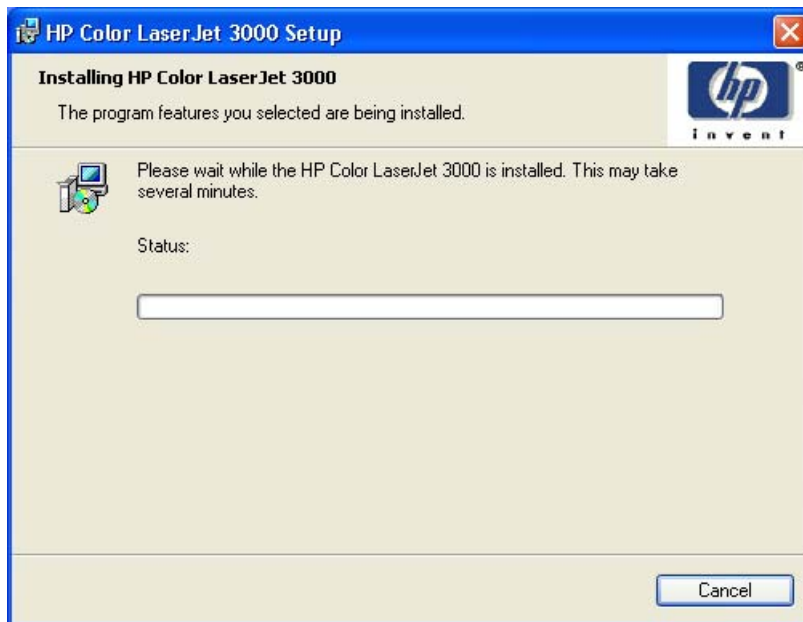 HP Color LaserJet 3000 Setup
Installing HP Color LaserJet 3000
The program features you selected are being installed.
hp
®
invent
Please wait while the HP Color LaserJet 3000 is installed. This may take
several minutes.
Status:
Cancel